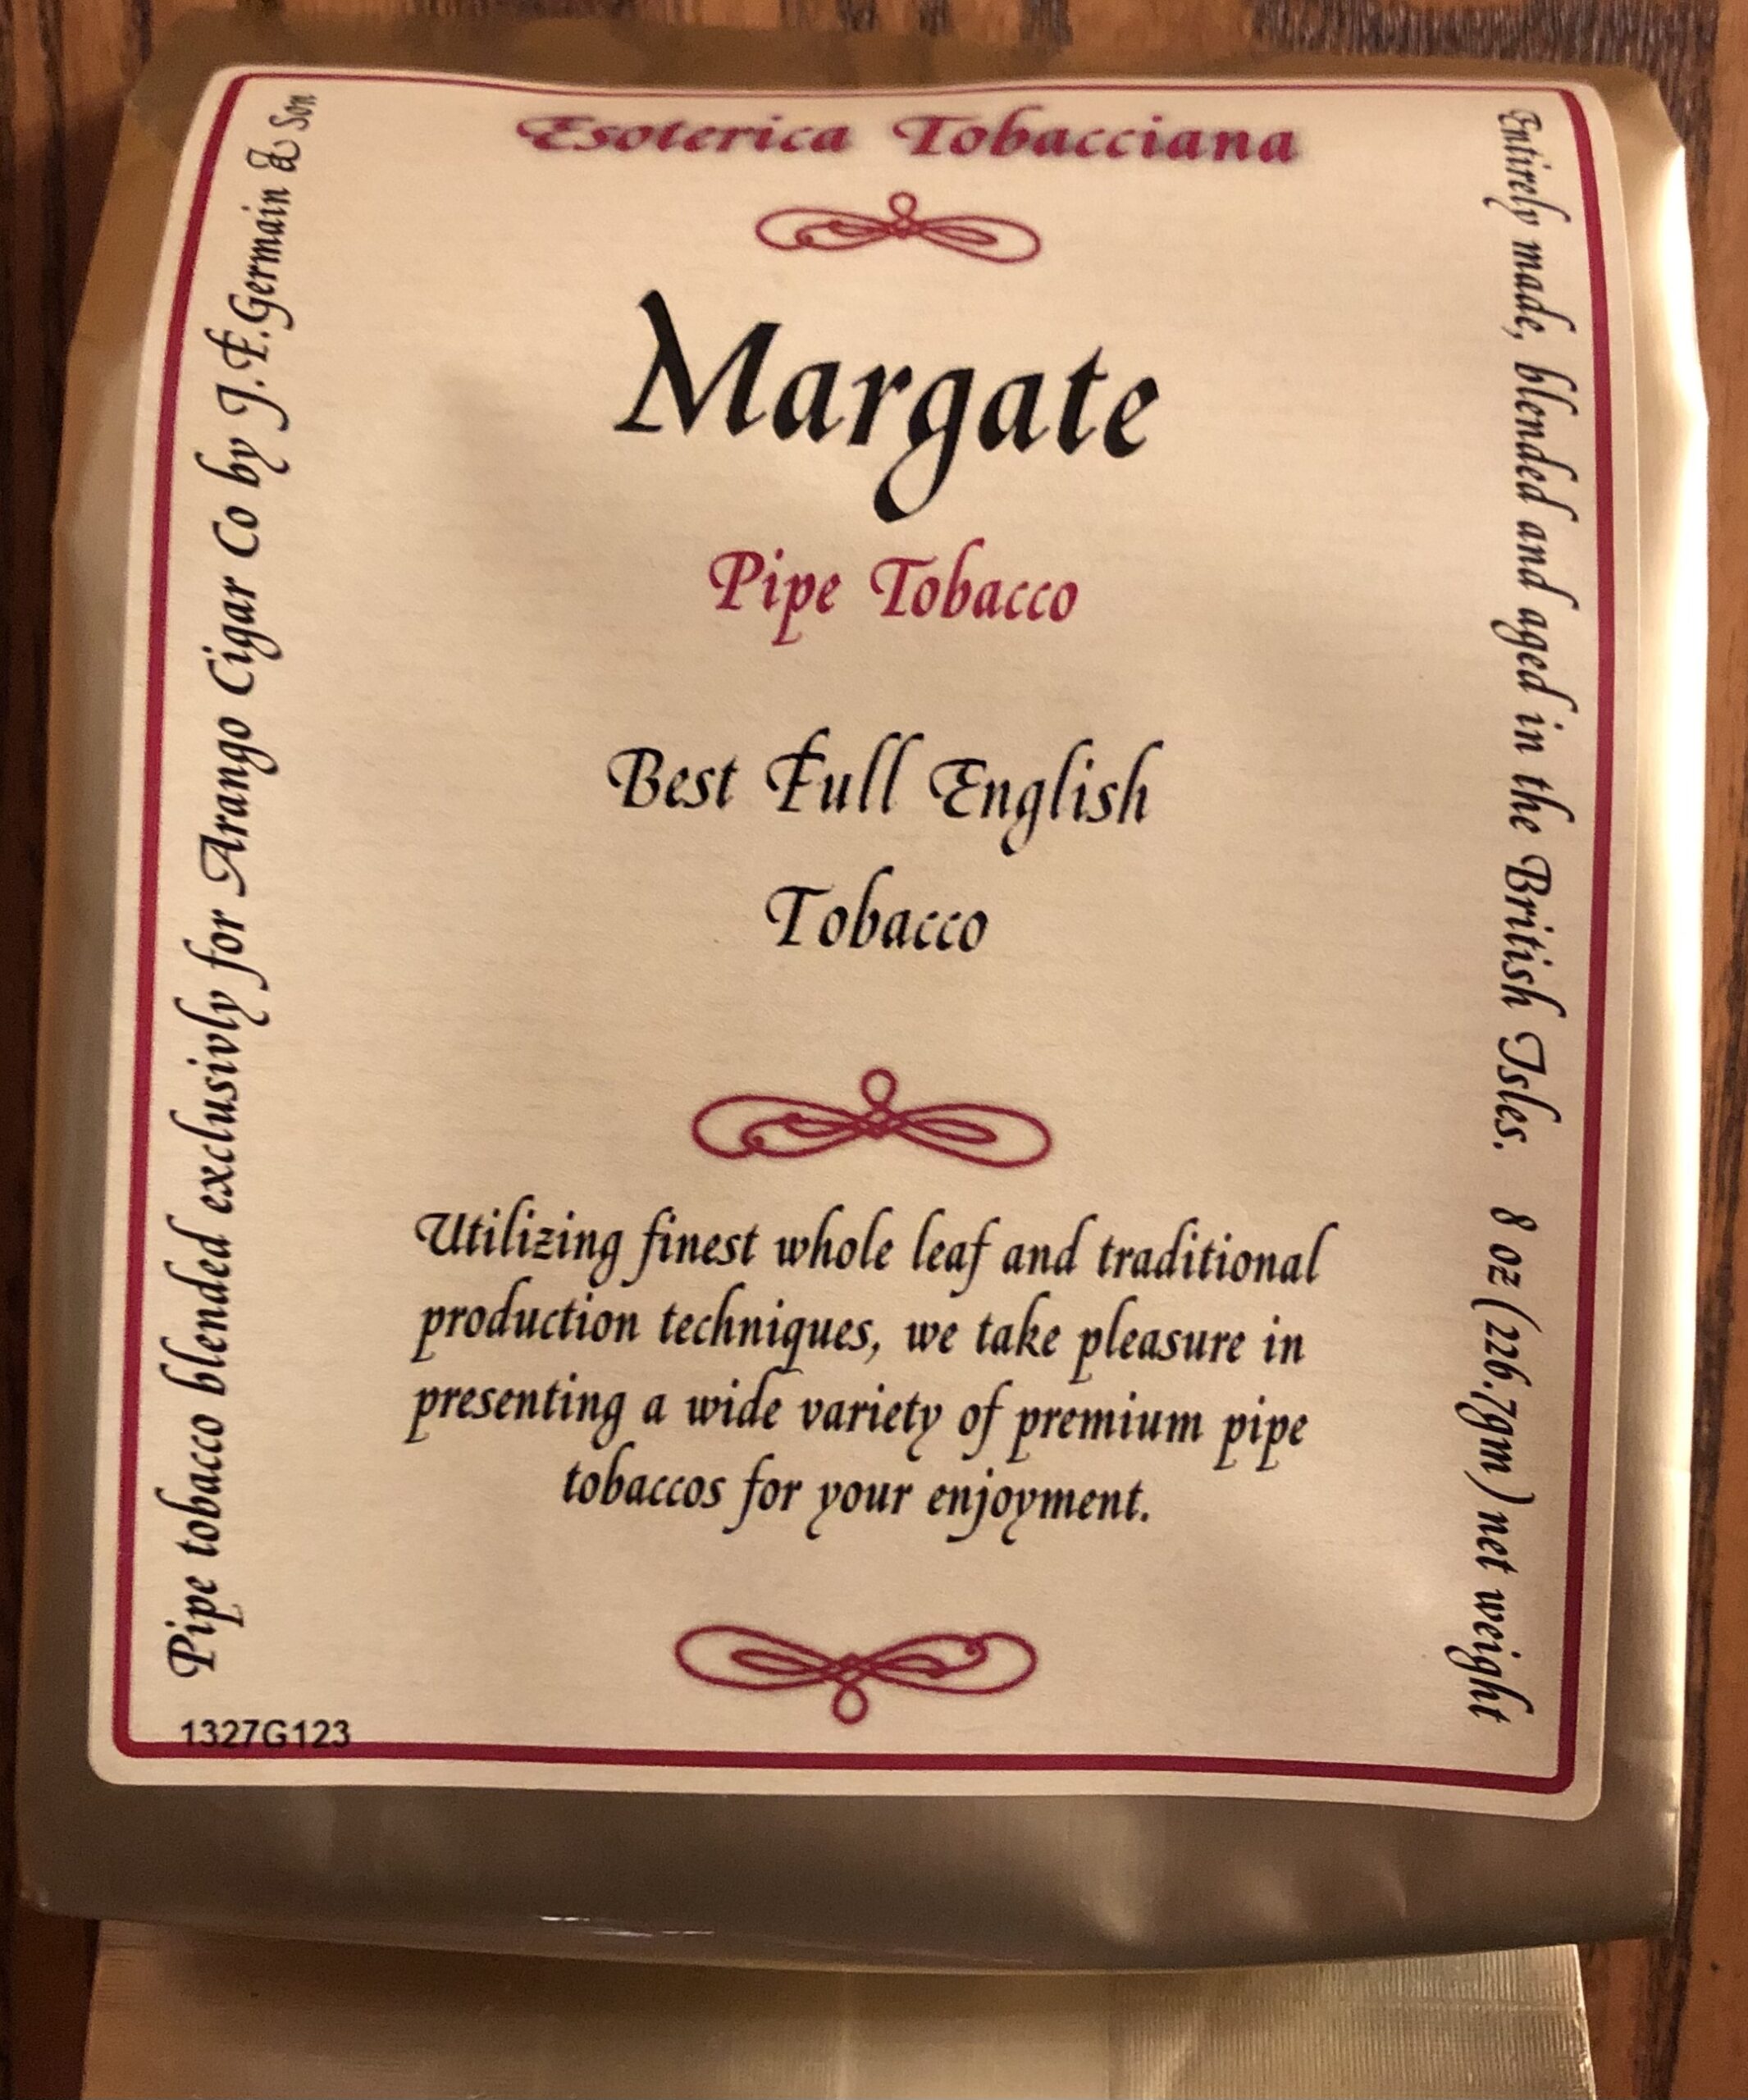 Esoterica Tobacciana
Margate
Pipe Tobacco
Best Full English
Tobacco
Utilizing finest whole leaf and traditional
production techniques, we take pleasure in
presenting a wide variety of premium pipe
tobaccos for your enjoyment.
Pipe tobacco blended exclusivly for Arango Cigar Co by J.F.Germain & Son
Entirely made, blended and aged in the British Isles. 8 oz (226.7gm) net weight
1327G123